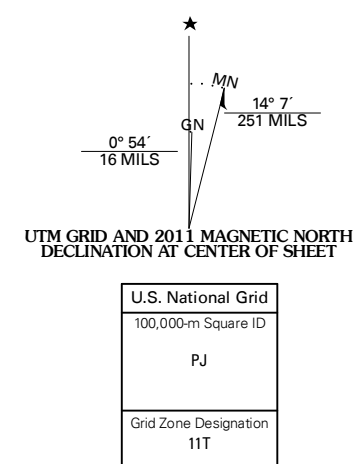 ★
MN
GN
14° 7´
251 MILS
0° 54´
16 MILS
UTM GRID AND 2011 MAGNETIC NORTH
DECLINATION AT CENTER OF SHEET
U.S. National Grid
100,000-m Square ID
PJ
Grid Zone Designation
11T